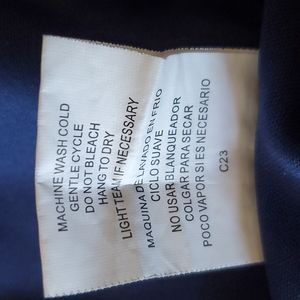 MACHINE WASH COLD
GENTLE CYCLE
DO NOT BLEACH
HANG TO DRY
LIGHT TEAM IF NECESSARY
MAQUINA DE LAVADO EN FRIO
CICLO SUAVE
NO USAR BLANQUEADOR
COLGAR PARA SECAR
POCO VAPOR SI ES NECESARIO
C23